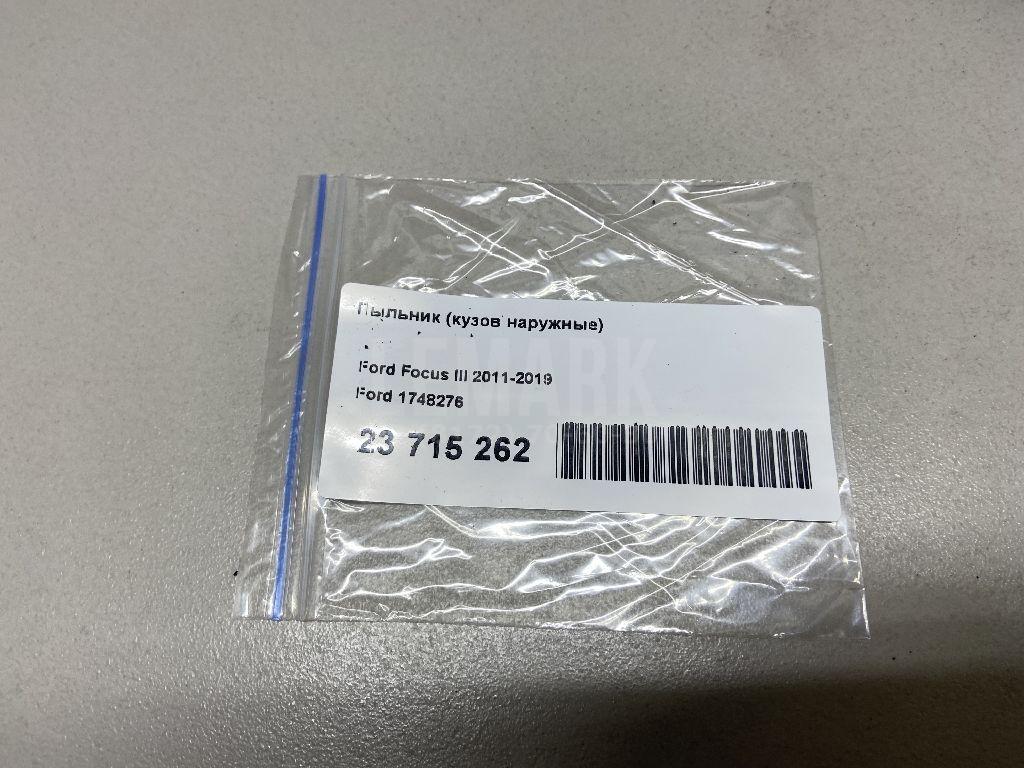 Пыльник (кузов наружные)
Ford Focus III 2011-2019
Ford 1748276
23 715 262